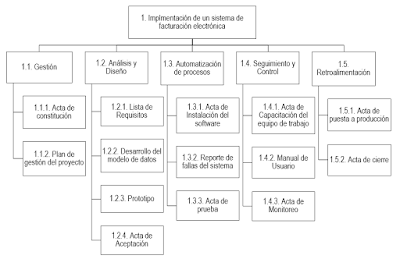 1. Implmentación de un sistema de
facturación electrónica
1.1. Gestión
1.2. Análisis y
Diseño
1.3. Automatización
de procesos
1.4. Seguimiento y
Control
1.5.
Retroalimentación
1.1.1. Acta de
constitución
1.1.2. Plan de
gestión del proyecto
1.2.1. Lista de
Requisitos
1.2.2. Desarrollo del
modelo de datos
1.2.3. Prototipo
1.2.4. Acta de
Aceptación
1.3.1. Acta de
Instalación del
software
1.3.2. Reporte de
fallas del sistema
1.3.3. Acta de
prueba
1.4.1. Acta de
Capacitación del
equipo de trabajo
1.4.2. Manual de
Usuario
1.4.3. Acta de
Monitoreo
1.5.1. Acta de
puesta a producción
1.5.2. Acta de cierre